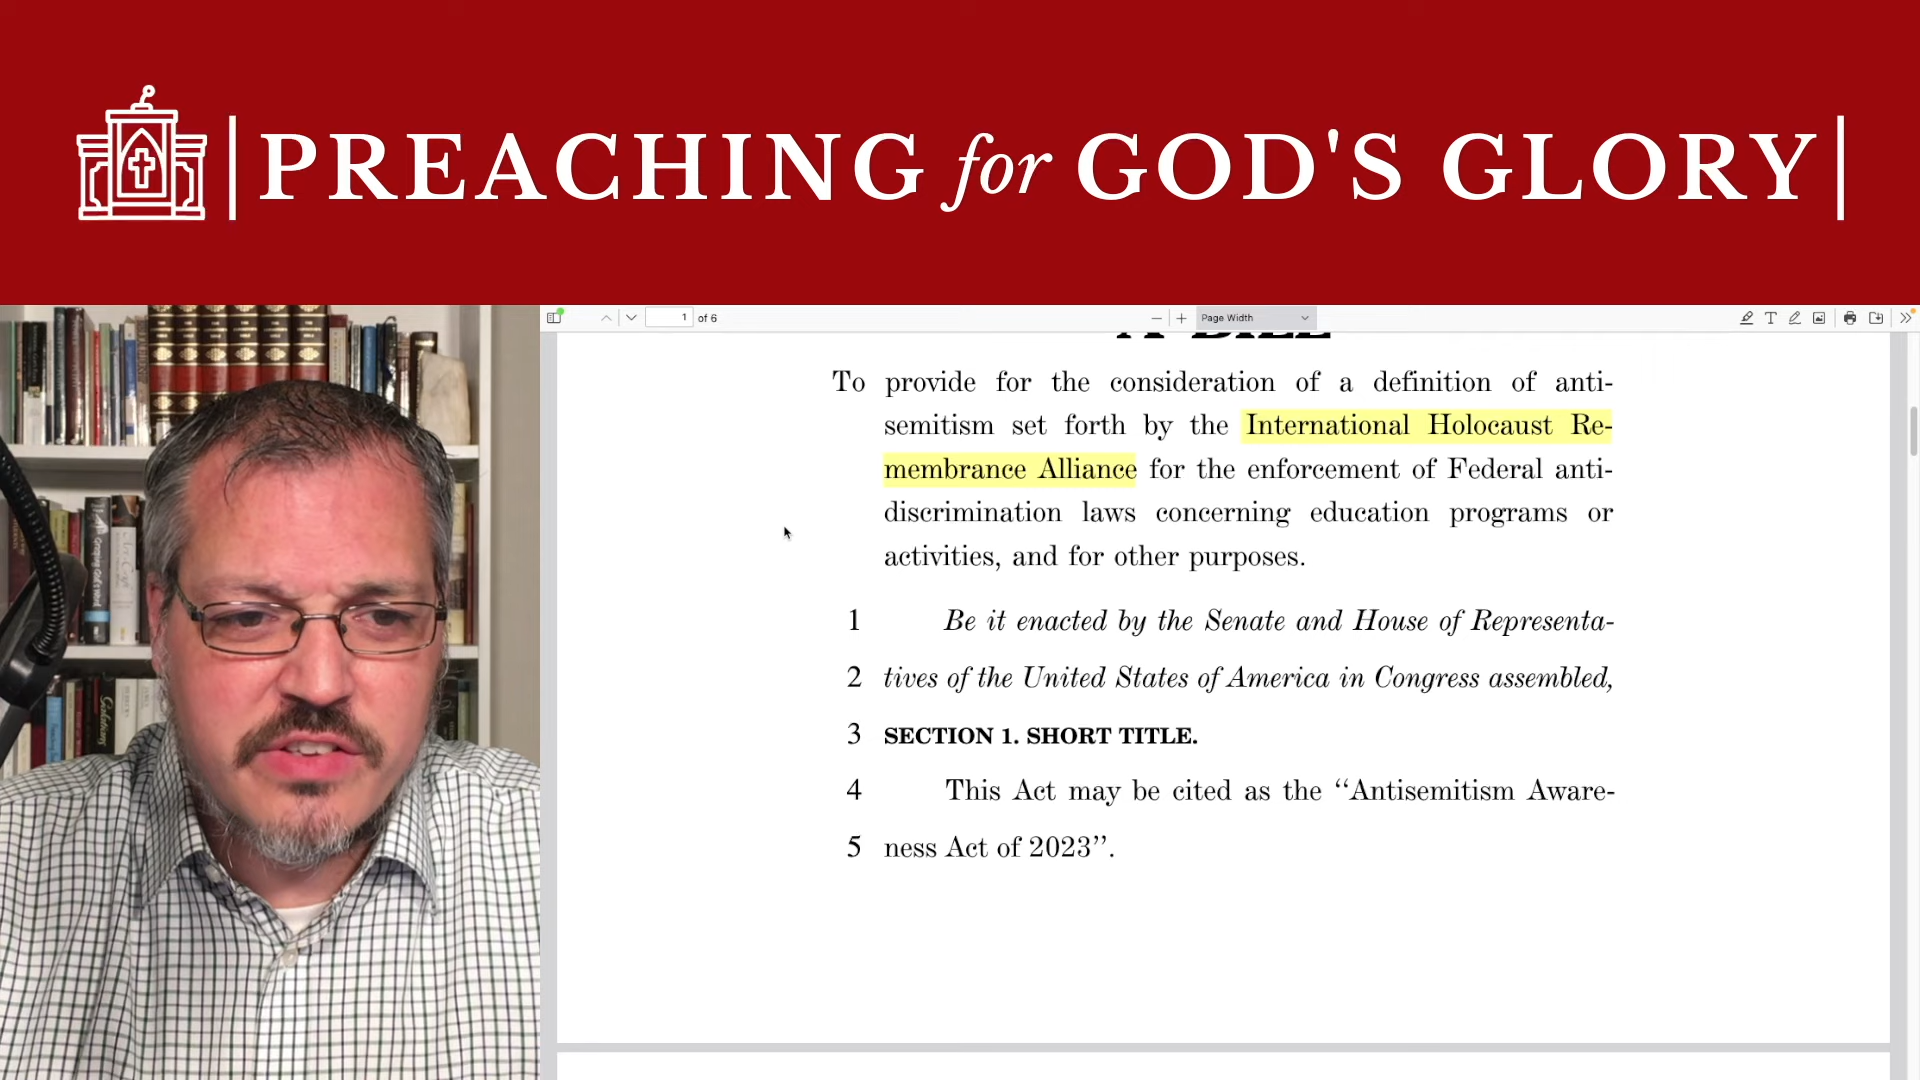 PREACHING for GOD'S GLORY
1 of 6
Page Width
A BILL
To provide for the consideration of a definition of anti-
semitism set forth by the International Holocaust Re-
membrance Alliance for the enforcement of Federal anti-
discrimination laws concerning education programs or
activities, and for other purposes.
1 Be it enacted by the Senate and House of Representa-
2 tives of the United States of America in Congress assembled,
3 SECTION 1. SHORT TITLE.
4 This Act may be cited as the ‘‘Antisemitism Aware-
5 ness Act of 2023’’.